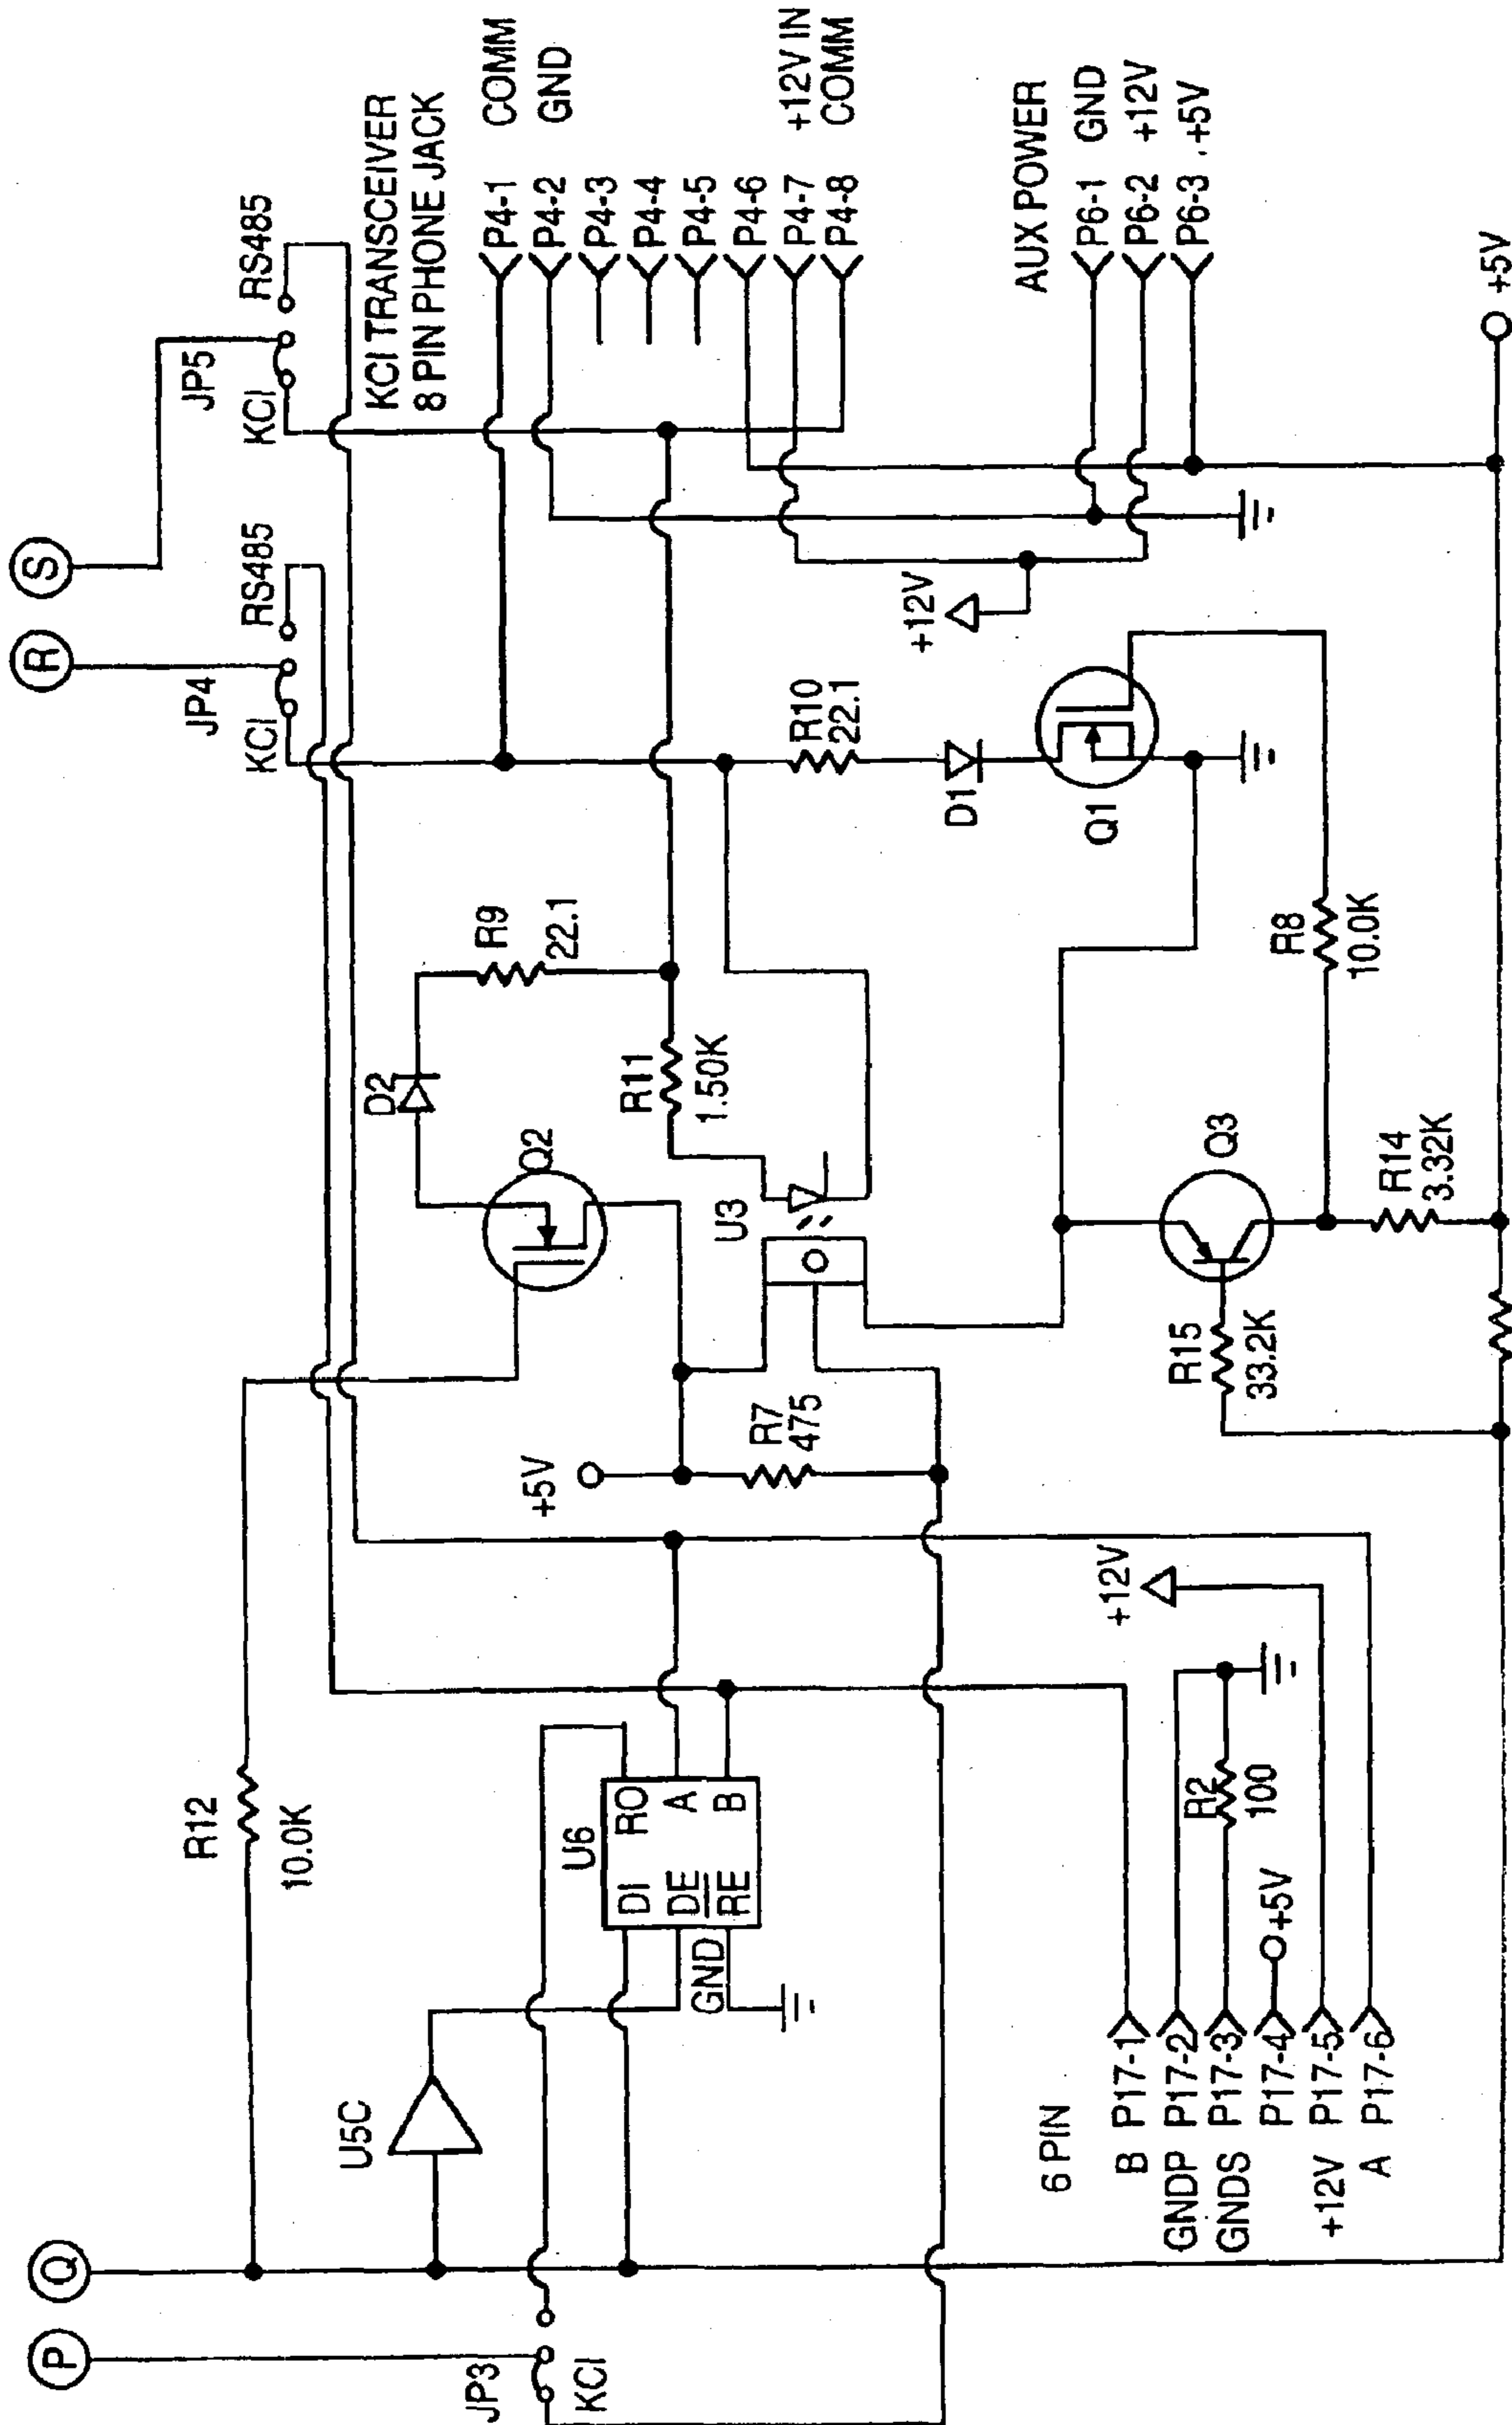 P
Q
R
S
JP3
KCI
R12
10.0K
U5C
U6
DI
DE
RE
GND
RO
A
B
+5V
R7
475
Q2
D2
R9
22.1
R11
1.50K
U3
JP4
KCI
RS485
JP5
KCI
RS485
KCI TRANSCEIVER
8 PIN PHONE JACK
P4-1 COMM
P4-2 GND
P4-3
P4-4
P4-5
P4-6
P4-7 +12V IN
P4-8 COMM
R10
22.1
D1
Q1
+12V
AUX POWER
P6-1 GND
P6-2 +12V
P6-3 +5V
R8
10.0K
Q3
R14
3.32K
R15
33.2K
+5V
6 PIN
B P17-1
GNDP P17-2
GNDS P17-3
P17-4
+12V P17-5
A P17-6
+5V
R2
100
+12V